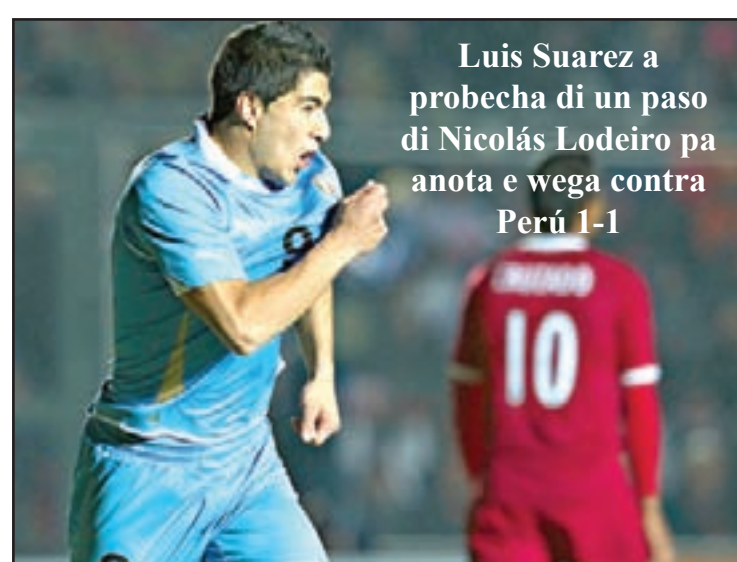 Luis Suarez a
probecha di un paso
di Nicolás Lodeiro pa
anota e wega contra
Perú 1-1
10